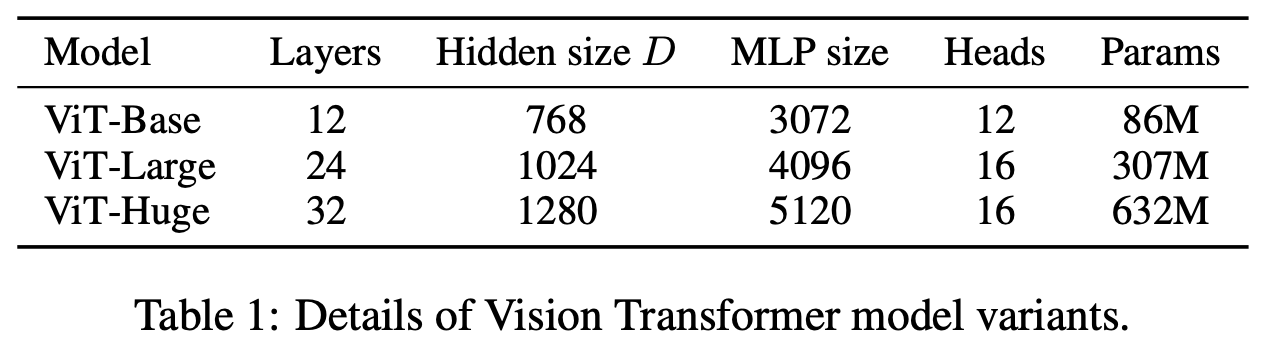 Model Layers Hidden size D MLP size Heads Params
ViT-Base 12 768 3072 12 86M
ViT-Large 24 1024 4096 16 307M
ViT-Huge 32 1280 5120 16 632M
Table 1: Details of Vision Transformer model variants.